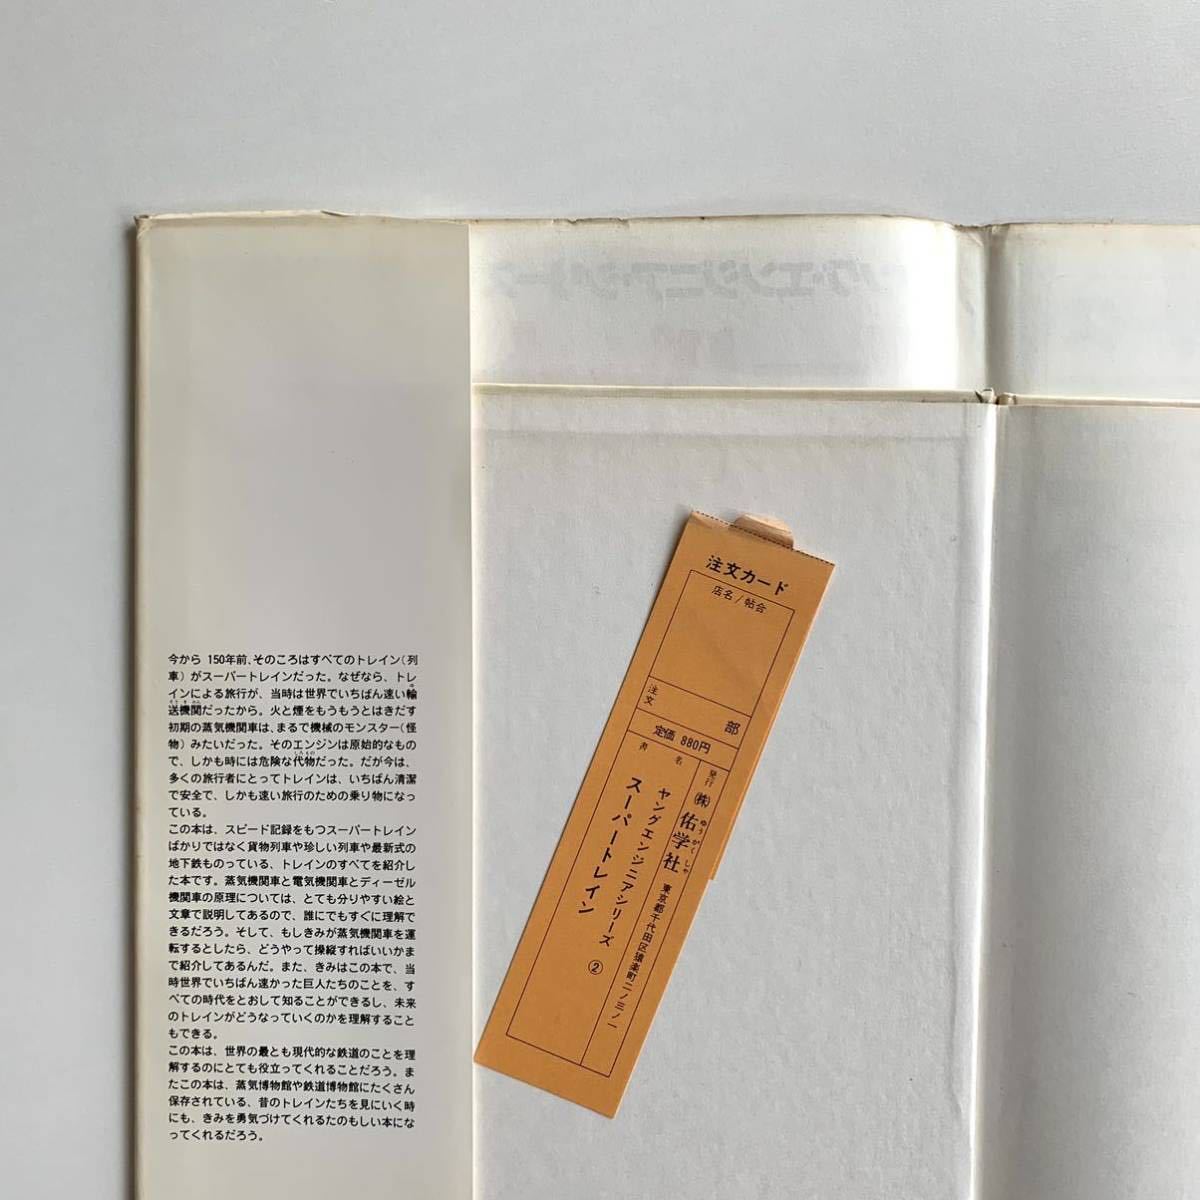 ング・エンジニア・シリーズ
今から 150年前、そのころはすべてのトレイン(列
車)がスーパートレインだった。なぜなら、トレ
インによる旅行が、当時は世界でいちばん速い輸
送機関だったから。火と煙をもうもうとはきだす
初期の蒸気機関車は、まるで機械のモンスター(怪
物)みたいだった。そのエンジンは原始的なもの
で、しかも時には危険な代物だった。だが今は、
多くの旅行者にとってトレインは、いちばん清潔
で安全で、しかも速い旅行のための乗り物になっ
ている。
この本は、スピード記録をもつスーパートレイン
ばかりではなく貨物列車や珍しい列車や最新式の
地下鉄ものっている、トレインのすべてを紹介し
た本です。蒸気機関車と電気機関車とディーゼル
機関車の原理については、とても分りやすい絵と
文章で説明してあるので、誰にでもすぐに理解で
きるだろう。そして、もしきみが蒸気機関車を運
転するとしたら、どうやって操縦すればいいかま
で紹介してあるんだ。また、きみはこの本で、当
時世界でいちばん速かった巨人たちのことを、す
べての時代をとおして知ることができるし、未来
のトレインがどうなっていくのかを理解すること
もできる。
この本は、世界の最とも現代的な鉄道のことを理
解するのにとても役立ってくれることだろう。ま
たこの本は、蒸気博物館や鉄道博物館にたくさん
保存されている、昔のトレインたちを見にいく時
にも、きみを勇気づけてくれるたのもしい本にな
ってくれるだろう。
注文カード
店名/帖合
注文
部
定価 880円
書名
発行
㈱佑学社
ゆうがくしゃ
東京都千代田区猿楽町二ノ三ノ一
ヤングエンジニアシリーズ ②
スーパートレイン